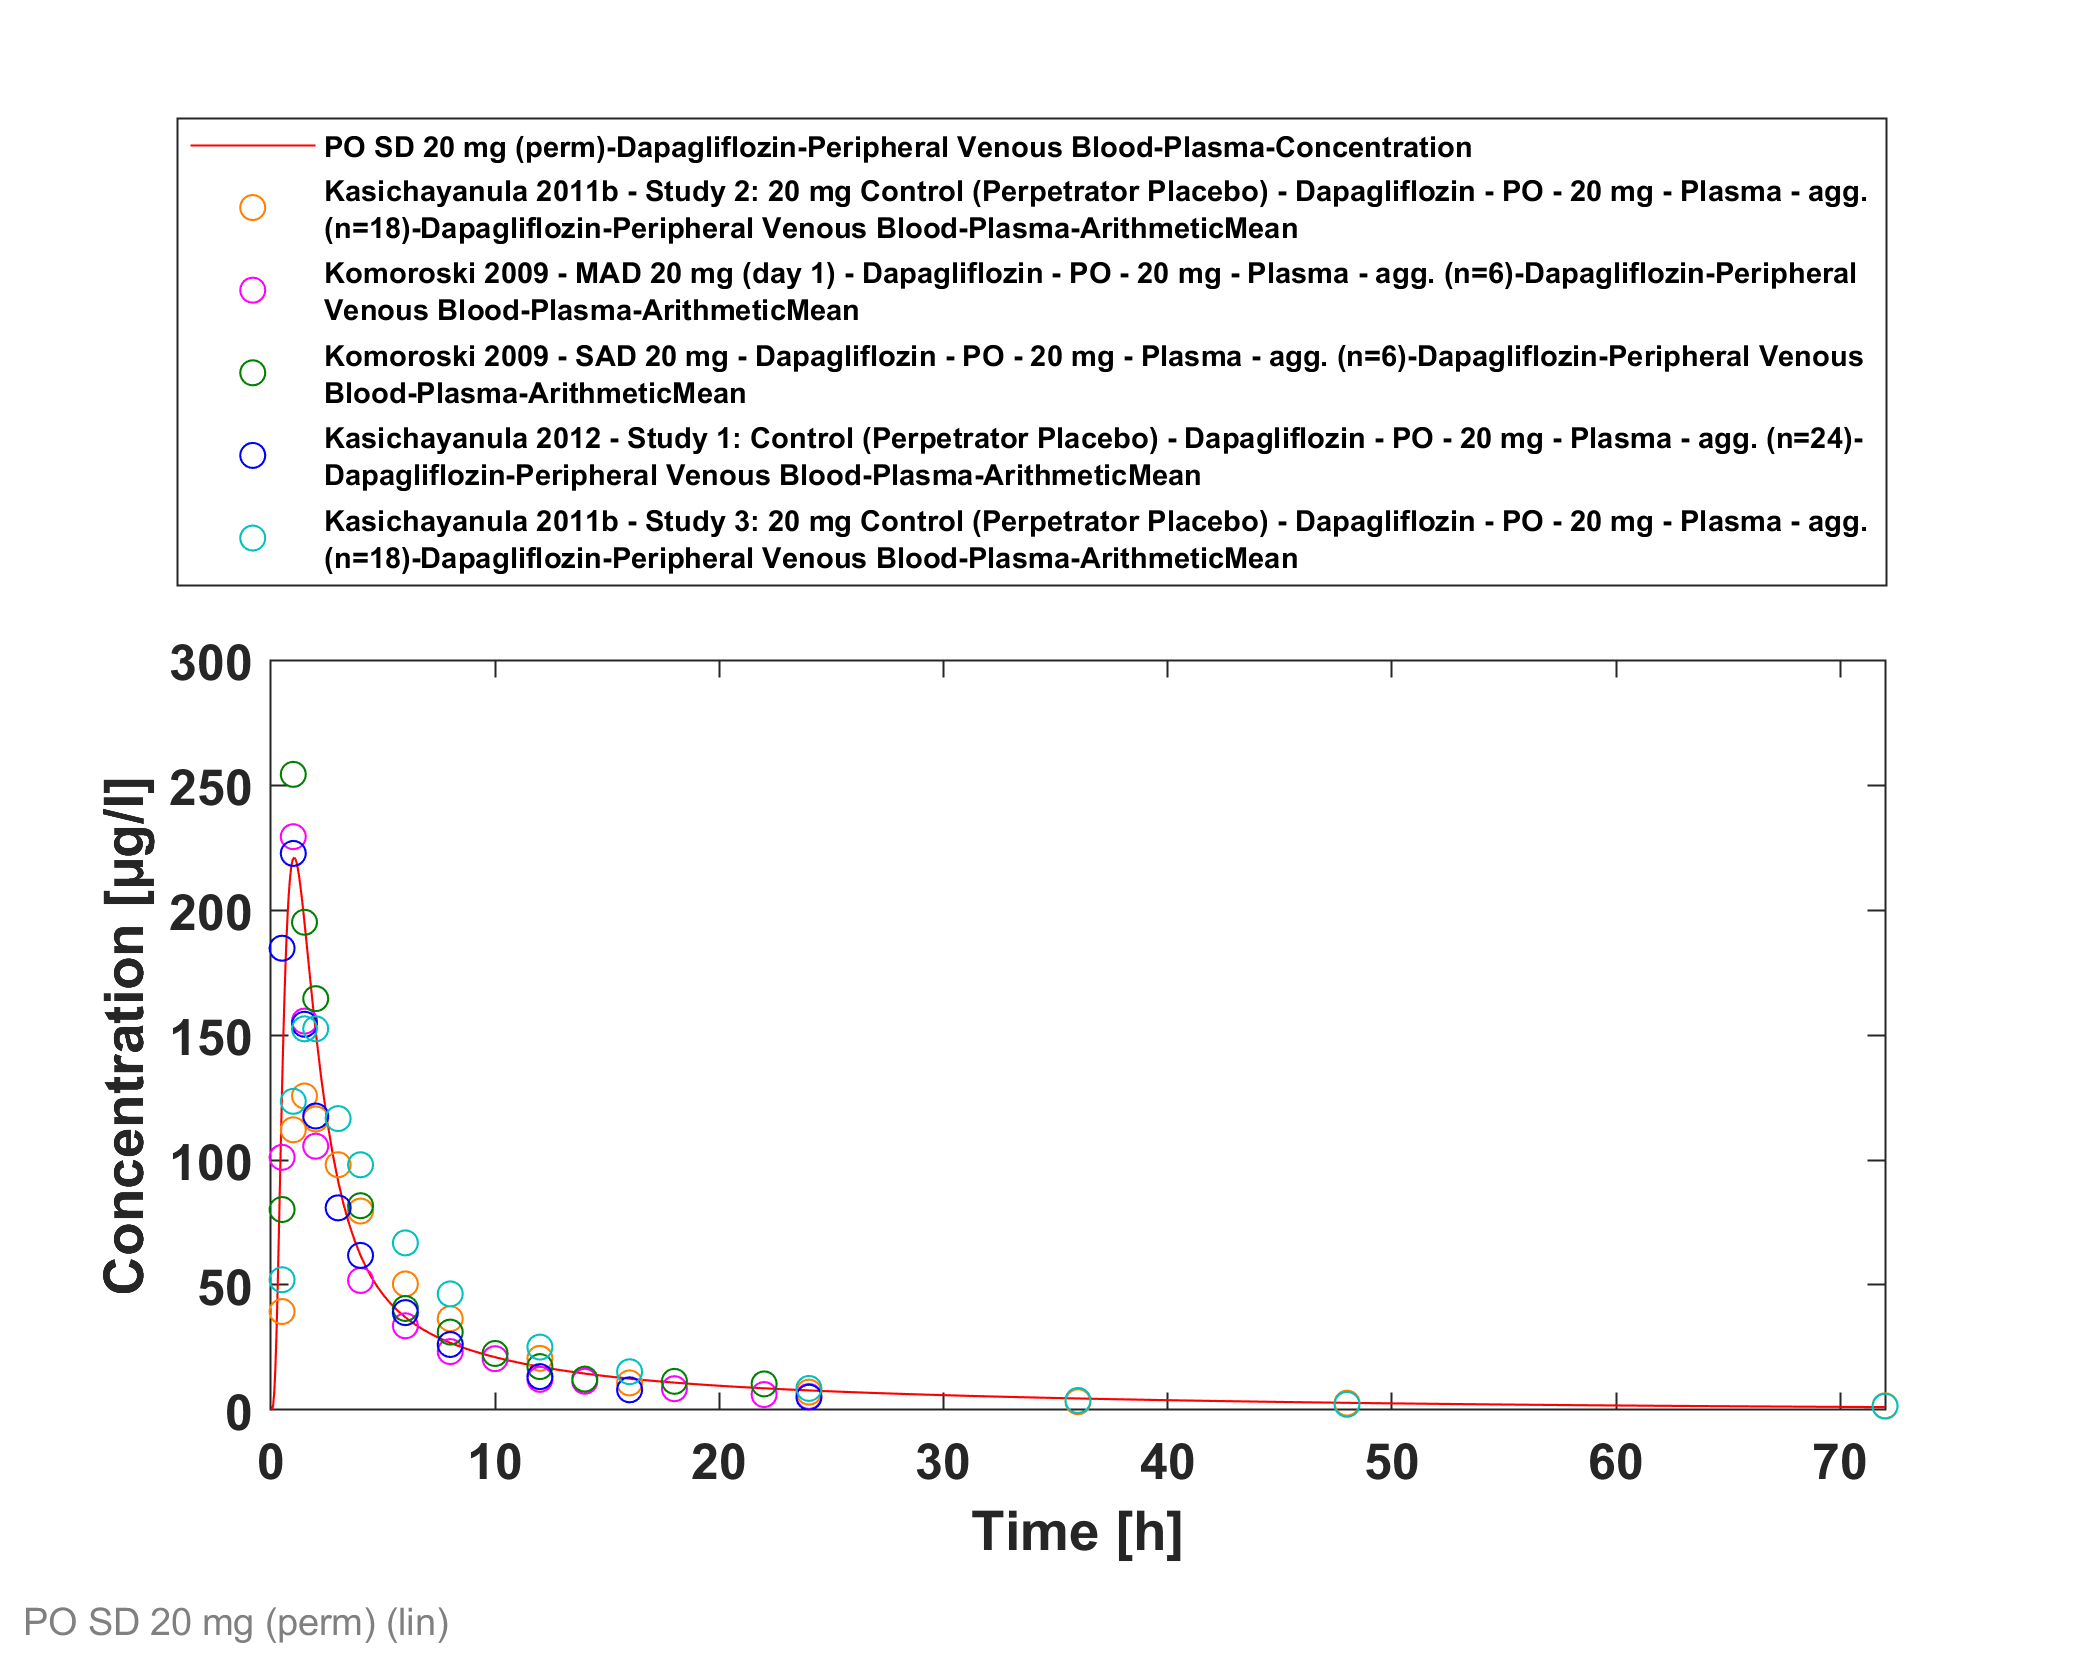 PO SD 20 mg (perm)-Dapagliflozin-Peripheral Venous Blood-Plasma-Concentration
Kasichayanula 2011b - Study 2: 20 mg Control (Perpetrator Placebo) - Dapagliflozin - PO - 20 mg - Plasma - agg.
(n=18)-Dapagliflozin-Peripheral Venous Blood-Plasma-ArithmeticMean
Komoroski 2009 - MAD 20 mg (day 1) - Dapagliflozin - PO - 20 mg - Plasma - agg. (n=6)-Dapagliflozin-Peripheral
Venous Blood-Plasma-ArithmeticMean
Komoroski 2009 - SAD 20 mg - Dapagliflozin - PO - 20 mg - Plasma - agg. (n=6)-Dapagliflozin-Peripheral Venous
Blood-Plasma-ArithmeticMean
Kasichayanula 2012 - Study 1: Control (Perpetrator Placebo) - Dapagliflozin - PO - 20 mg - Plasma - agg. (n=24)-
Dapagliflozin-Peripheral Venous Blood-Plasma-ArithmeticMean
Kasichayanula 2011b - Study 3: 20 mg Control (Perpetrator Placebo) - Dapagliflozin - PO - 20 mg - Plasma - agg.
(n=18)-Dapagliflozin-Peripheral Venous Blood-Plasma-ArithmeticMean
300
250
200
150
100
50
0
Concentration [µg/l]
0 10 20 30 40 50 60 70
Time [h]
PO SD 20 mg (perm) (lin)